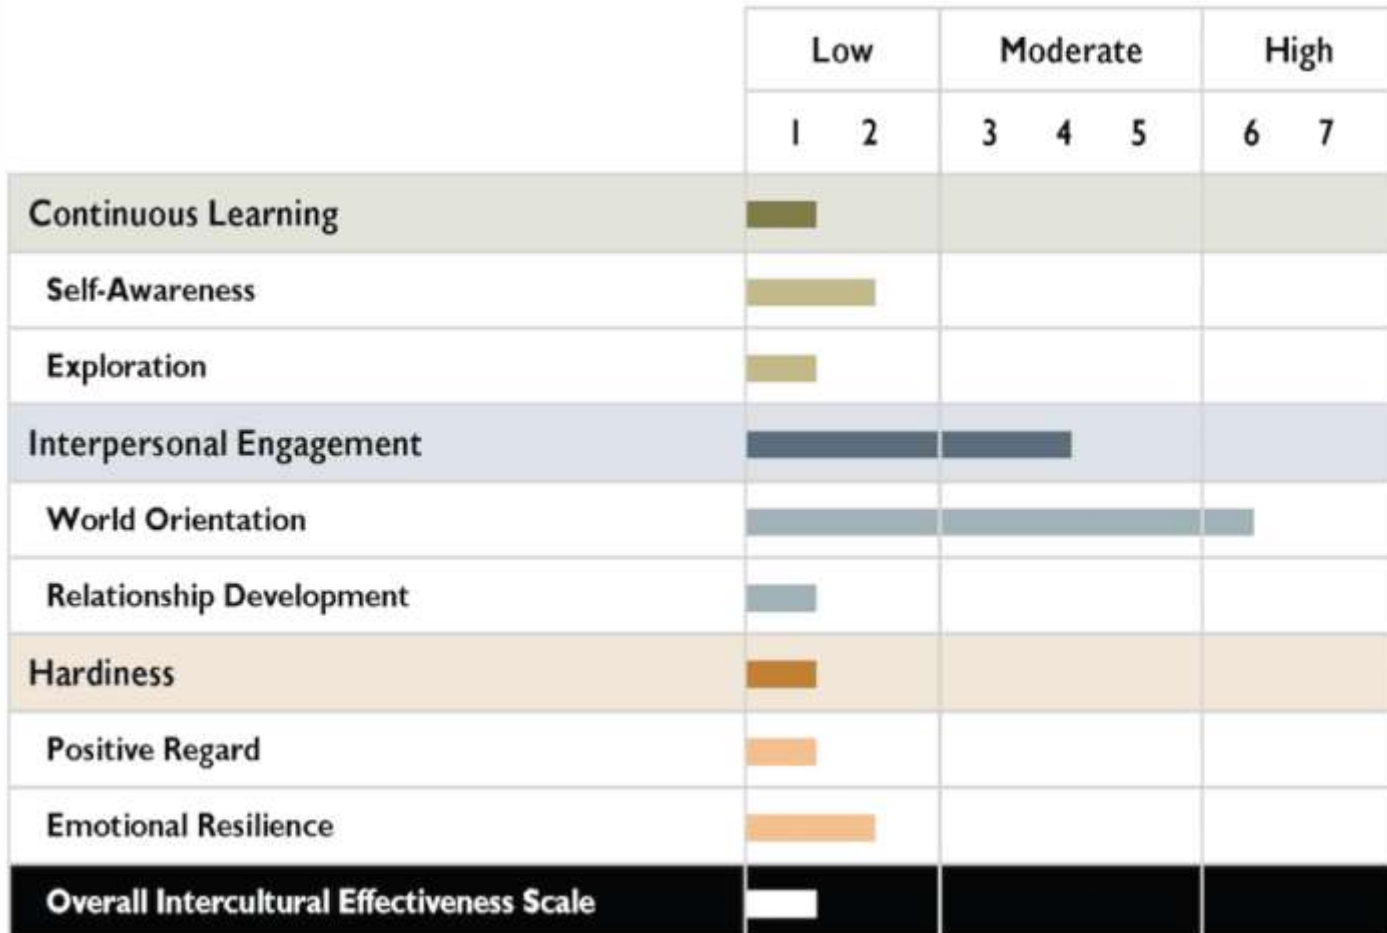 Low Moderate High
1 2 3 4 5 6 7
Continuous Learning
Self-Awareness
Exploration
Interpersonal Engagement
World Orientation
Relationship Development
Hardiness
Positive Regard
Emotional Resilience
Overall Intercultural Effectiveness Scale